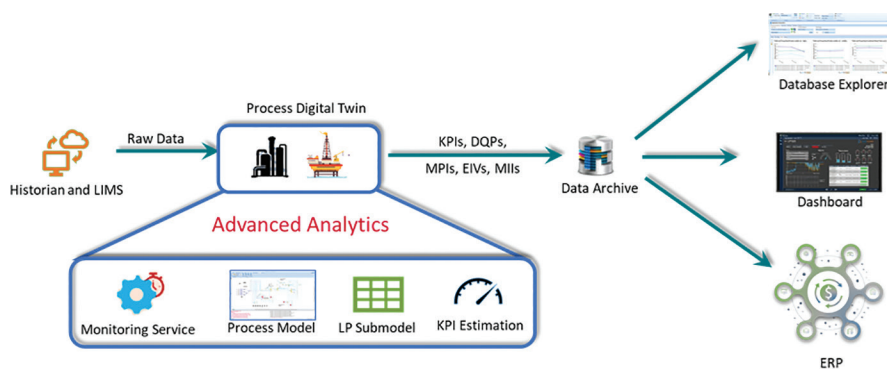 Process Digital Twin
Raw Data
Historian and LIMS
KPIs, DQPs,
MPIs, EIVs, MIIs
Data Archive
Database Explorer
Dashboard
ERP
Advanced Analytics
Monitoring Service
Process Model
LP Submodel
KPI Estimation